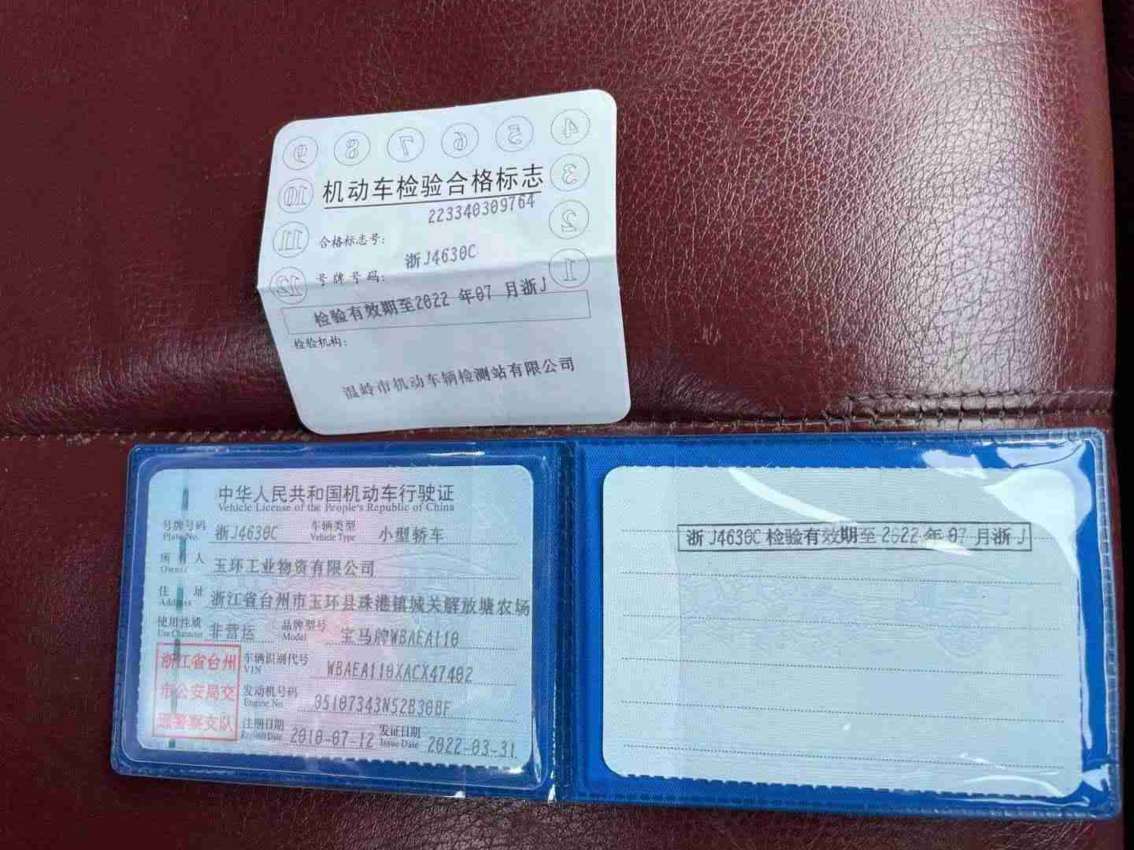 9 8 7 6 5 4
10 机动车检验合格标志 3
223340309764
11 合格标志号: 2
12 号牌号码: 浙J4630C 1
检验有效期至2022 年07 月浙J
检验机构:
温岭市机动车辆检测站有限公司
中华人民共和国机动车行驶证
Vehicle License of the People's Republic of China
号牌号码 浙J4630C 车辆类型 小型轿车
Plate No. Vehicle Type
所有人 玉环工业物资有限公司
Owner
住址 浙江省台州市玉环县珠港镇城关解放塘农场
Address
使用性质 非营运 品牌型号 宝马牌WBAEA110
Use Character Model
浙江省台州
市公安局交
通警察支队
车辆识别代号 WBAEA110XACX47402
VIN
发动机号码 05107343N52B30BF
Engine No.
注册日期 2010-07-12 发证日期 2022-03-31
Register Date Issue Date
浙J4630C 检验有效期至 2022 年 07 月浙J